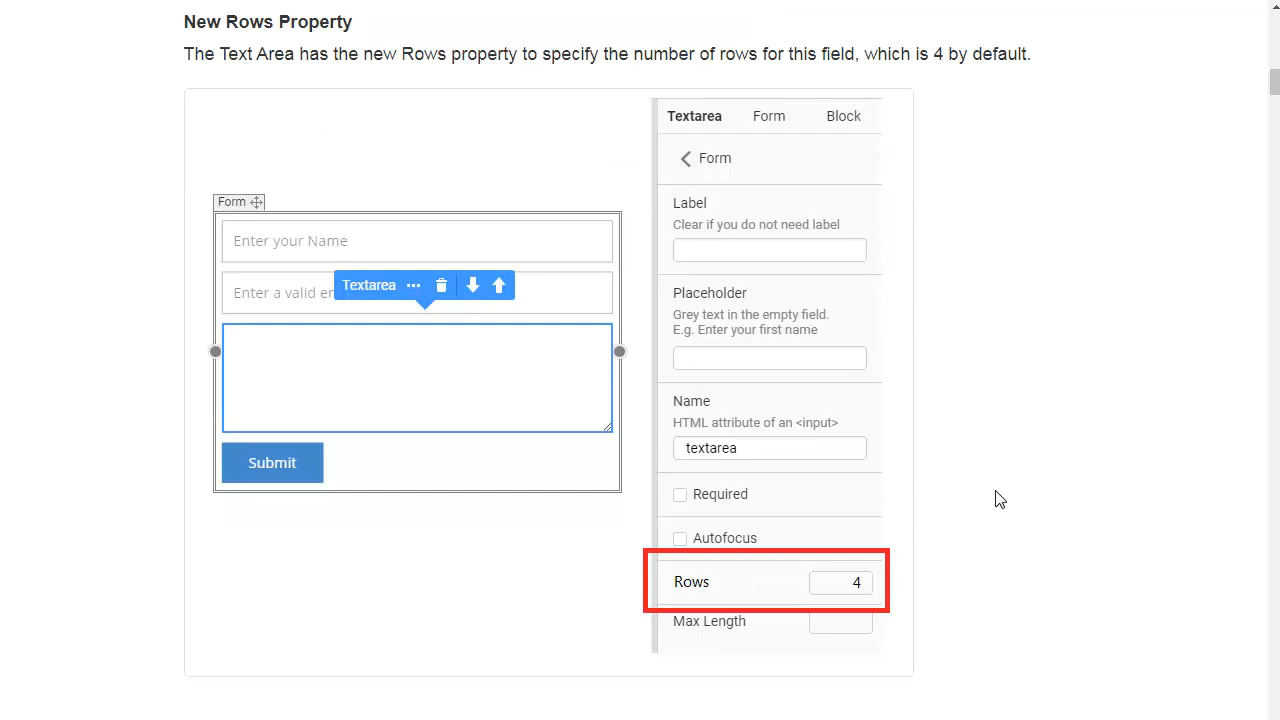 New Rows Property
The Text Area has the new Rows property to specify the number of rows for this field, which is 4 by default.
Form
Enter your Name
Enter a valid em
Textarea
Submit
Textarea Form Block
Form
Label
Clear if you do not need label
Placeholder
Grey text in the empty field.
E.g. Enter your first name
Name
HTML attribute of an <input>
textarea
Required
Autofocus
Rows 4
Max Length